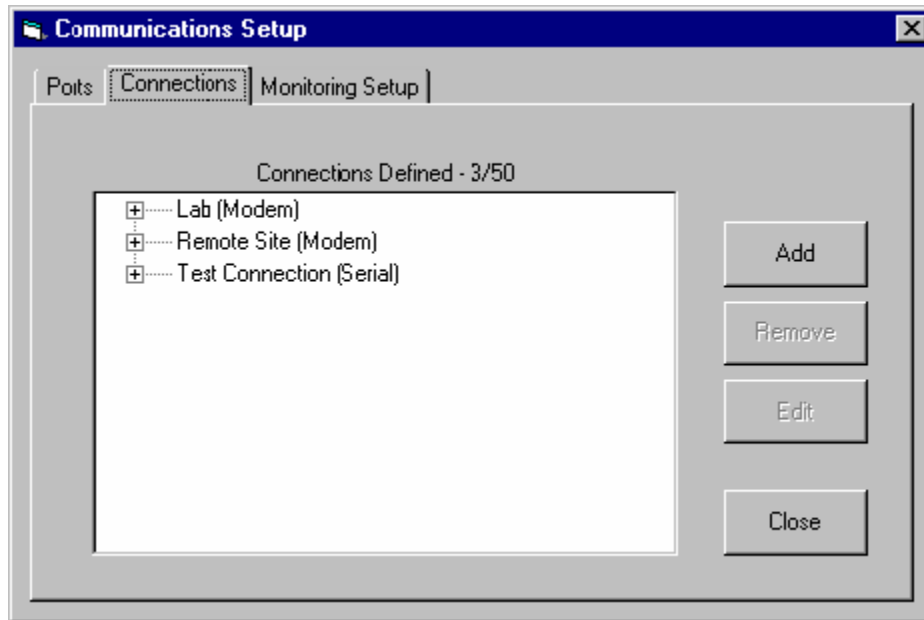 Communications Setup
Ports Connections Monitoring Setup
Connections Defined - 3/50
Lab (Modem)
Remote Site (Modem)
Test Connection (Serial)
Add
Remove
Edit
Close